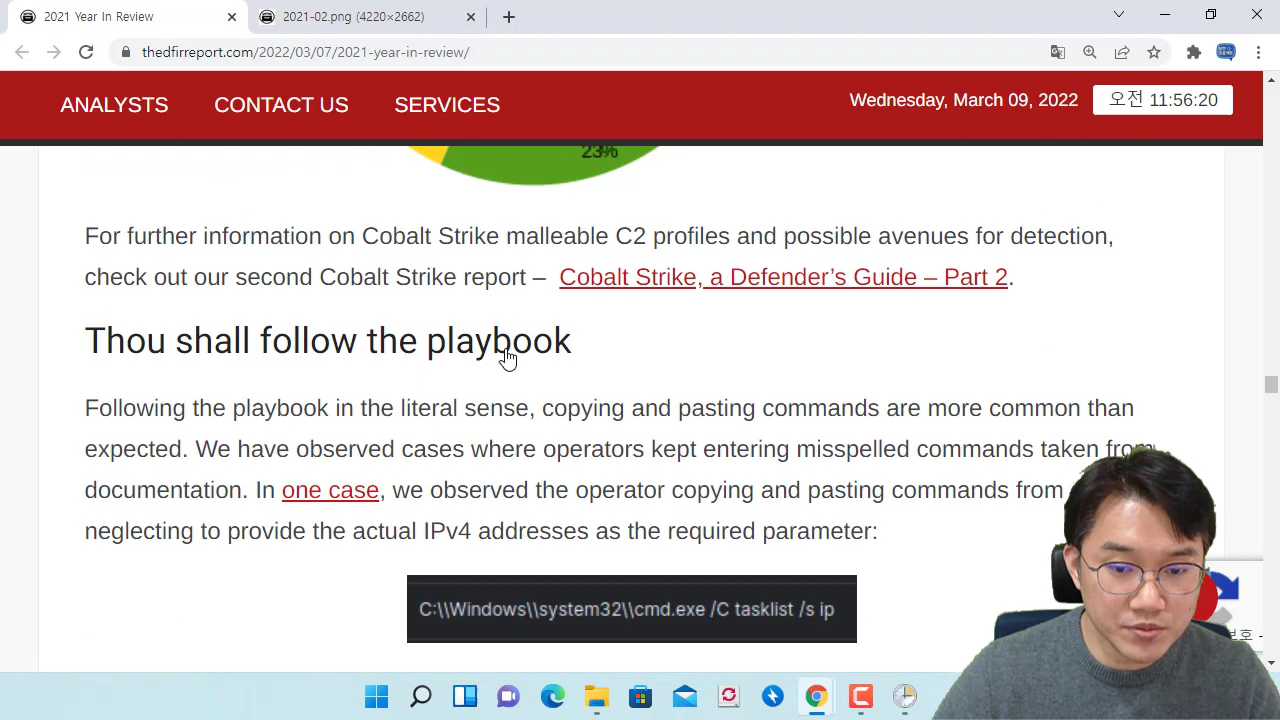 2021 Year In Review
2021-02.png (4220×2662)
thedfirreport.com/2022/03/07/2021-year-in-review/
ANALYSTS CONTACT US SERVICES
Wednesday, March 09, 2022 오전 11:56:20
23%
For further information on Cobalt Strike malleable C2 profiles and possible avenues for detection,
check out our second Cobalt Strike report – Cobalt Strike, a Defender's Guide – Part 2.
Thou shall follow the playbook
Following the playbook in the literal sense, copying and pasting commands are more common than
expected. We have observed cases where operators kept entering misspelled commands taken from
documentation. In one case, we observed the operator copying and pasting commands from
neglecting to provide the actual IPv4 addresses as the required parameter:
C:\\Windows\\system32\\cmd.exe /C tasklist /s ip
보호 -